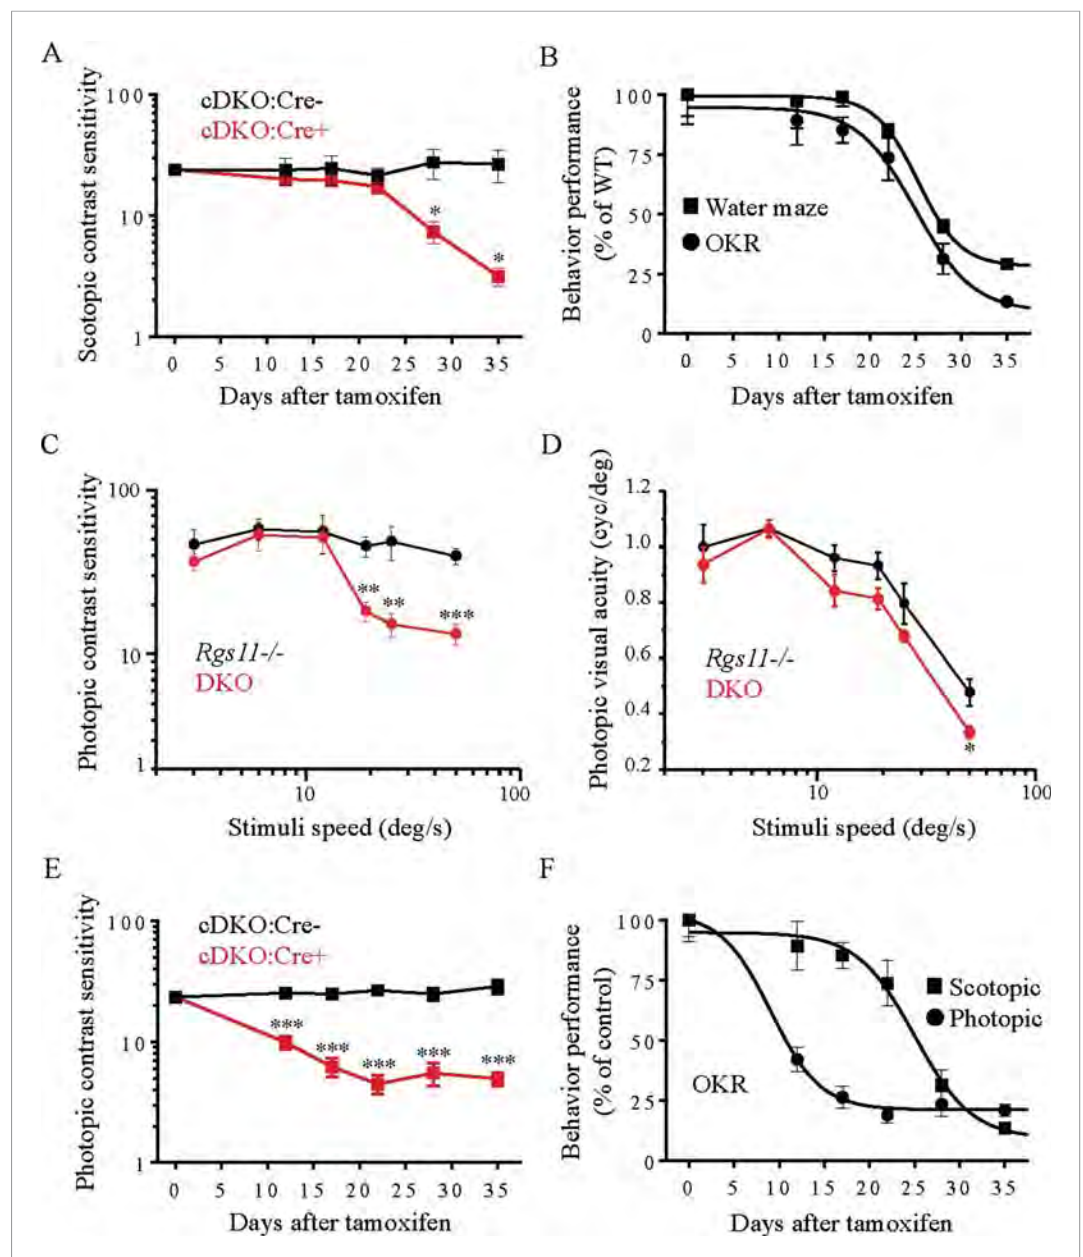 A
Scotopic contrast sensitivity
100
10
1
cDKO:Cre-
cDKO:Cre+
*
*
0 5 10 15 20 25 30 35
Days after tamoxifen
B
Behavior performance
(% of WT)
100
75
50
25
0
Water maze
OKR
0 5 10 15 20 25 30 35
Days after tamoxifen
C
Photopic contrast sensitivity
100
10
1
** ** ***
Rgs11-/-
DKO
10 100
Stimuli speed (deg/s)
D
Photopic visual acuity (cyc/deg)
1.2
1.0
0.8
0.6
0.4
0.2
Rgs11-/-
DKO
*
10 100
Stimuli speed (deg/s)
E
Photopic contrast sensitivity
100
10
1
cDKO:Cre-
cDKO:Cre+
*** *** *** *** ***
0 5 10 15 20 25 30 35
Days after tamoxifen
F
Behavior performance
(% of control)
100
75
50
25
0
Scotopic
Photopic
OKR
0 5 10 15 20 25 30 35
Days after tamoxifen